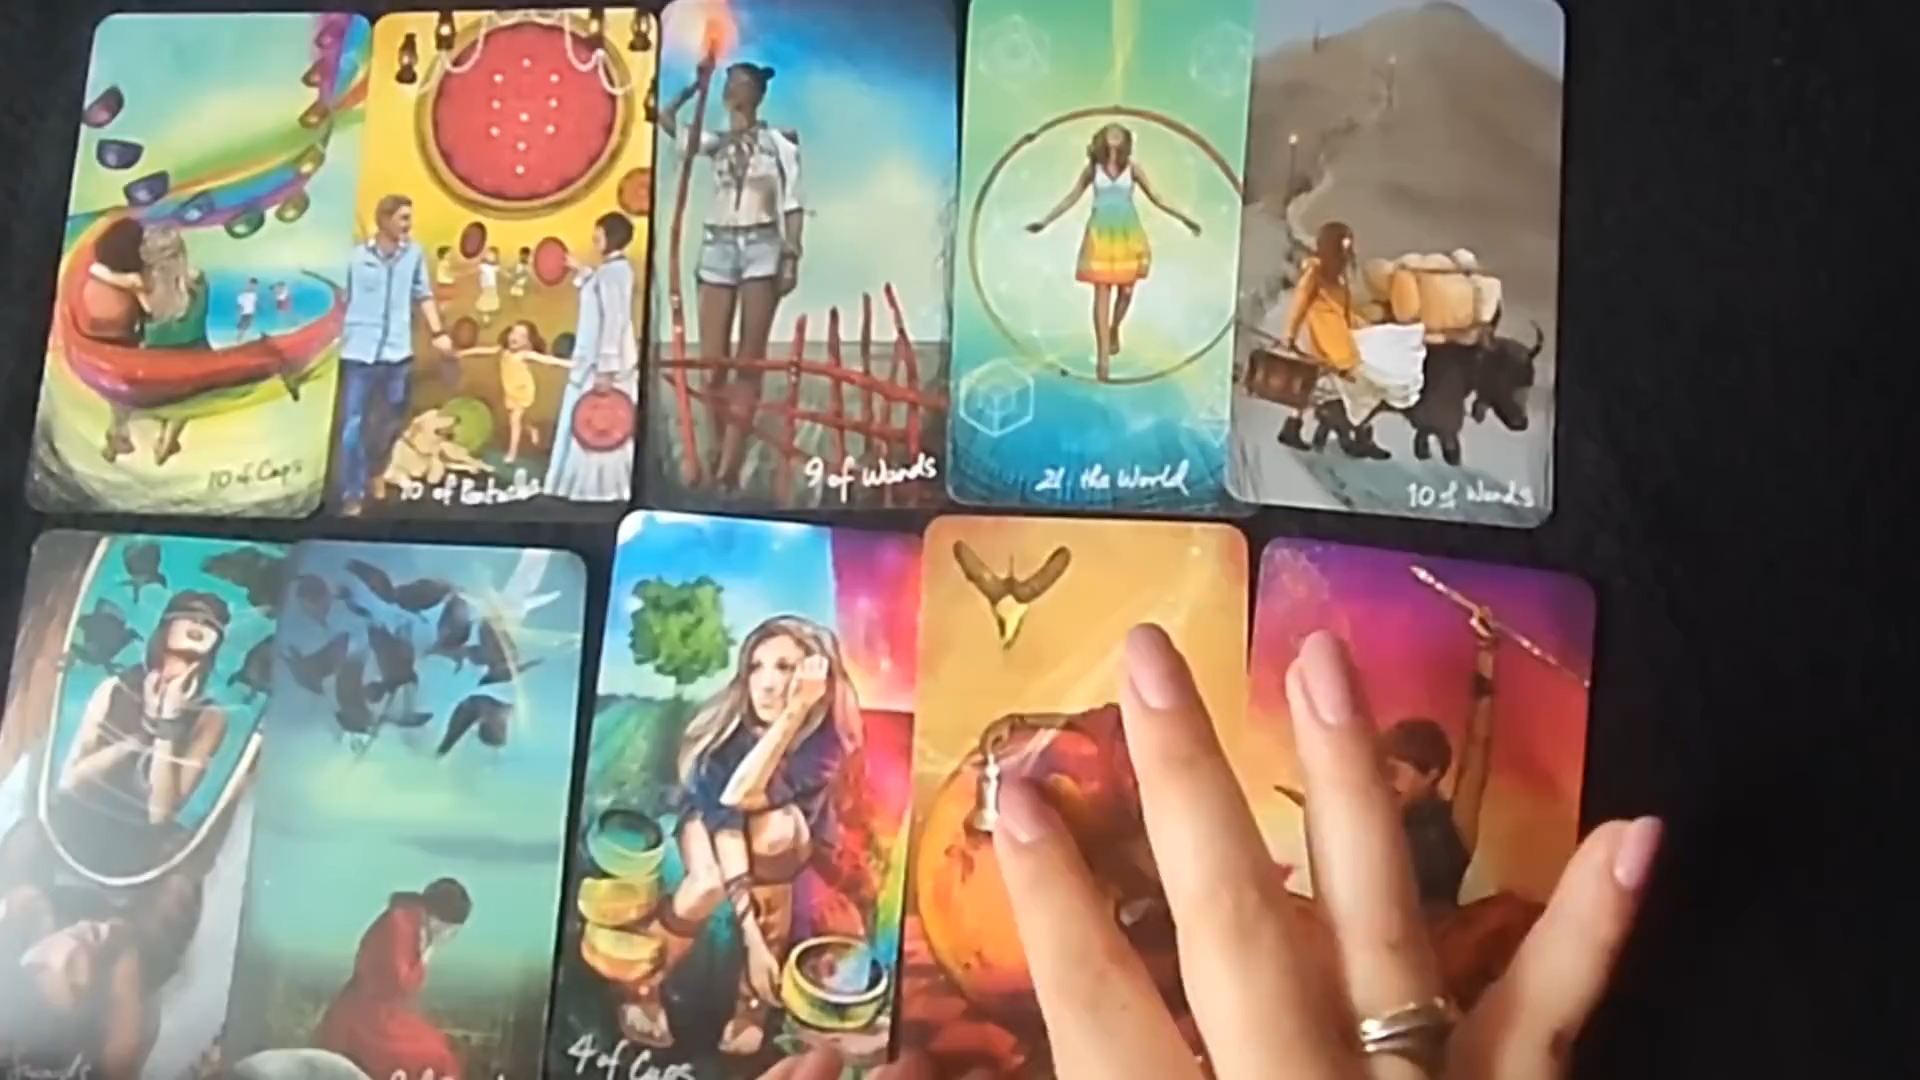 10 of Cups
10 of Pentacles
9 of Wands
21. the World
10 of Wands
4 of Cups